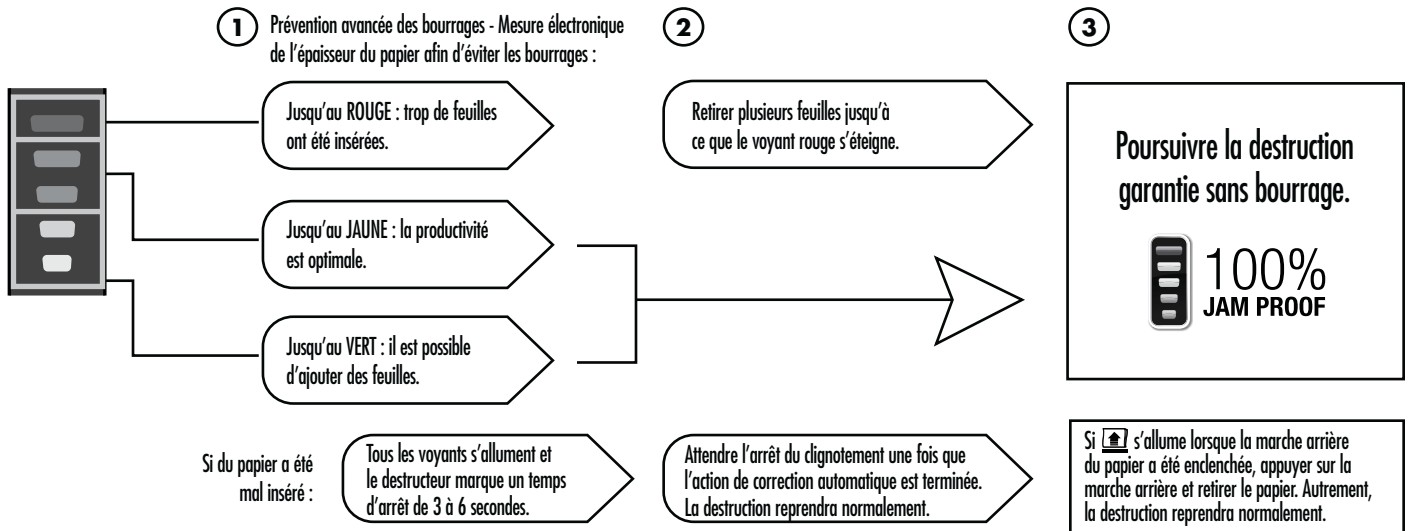 1
Prévention avancée des bourrages - Mesure électronique
de l'épaisseur du papier afin d'éviter les bourrages :
2
3
Jusqu'au ROUGE : trop de feuilles
ont été insérées.
Retirer plusieurs feuilles jusqu'à
ce que le voyant rouge s'éteigne.
Poursuivre la destruction
garantie sans bourrage.
100%
JAM PROOF
Jusqu'au JAUNE : la productivité
est optimale.
Jusqu'au VERT : il est possible
d'ajouter des feuilles.
Si du papier a été
mal inséré :
Tous les voyants s'allument et
le destructeur marque un temps
d'arrêt de 3 à 6 secondes.
Attendre l'arrêt du clignotement une fois que
l'action de correction automatique est terminée.
La destruction reprendra normalement.
Si s'allume lorsque la marche arrière
du papier a été enclenchée, appuyer sur la
marche arrière et retirer le papier. Autrement,
la destruction reprendra normalement.